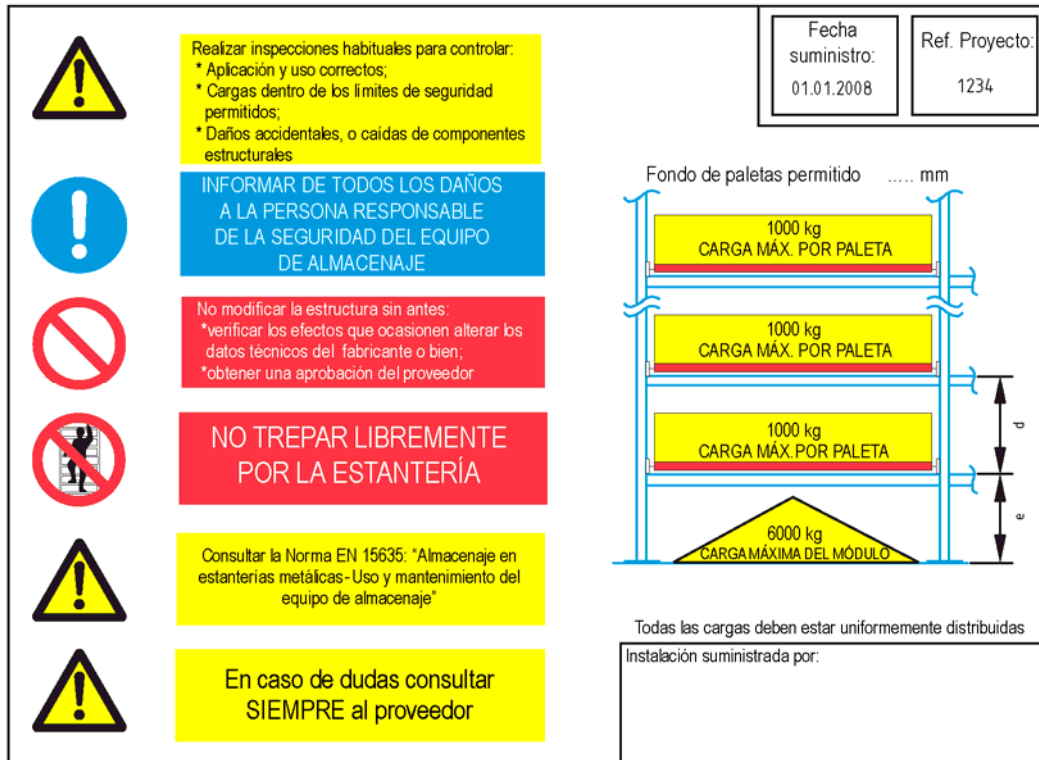 Realizar inspecciones habituales para controlar:
* Aplicación y uso correctos;
* Cargas dentro de los límites de seguridad
permitidos;
* Daños accidentales, o caídas de componentes
estructurales
INFORMAR DE TODOS LOS DAÑOS
A LA PERSONA RESPONSABLE
DE LA SEGURIDAD DEL EQUIPO
DE ALMACENAJE
No modificar la estructura sin antes:
*verificar los efectos que ocasionen alterar los
datos técnicos del fabricante o bien;
*obtener una aprobación del proveedor
NO TREPAR LIBREMENTE
POR LA ESTANTERÍA
Consultar la Norma EN 15635: "Almacenaje en
estanterías metálicas-Uso y mantenimiento del
equipo de almacenaje"
En caso de dudas consultar
SIEMPRE al proveedor
Fecha
suministro:
01.01.2008
Ref. Proyecto:
1234
Fondo de paletas permitido ..... mm
1000 kg
CARGA MÁX. POR PALETA
1000 kg
CARGA MÁX. POR PALETA
1000 kg
CARGA MÁX. POR PALETA
d
e
6000 kg
CARGA MÁXIMA DEL MÓDULO
Todas las cargas deben estar uniformemente distribuidas
Instalación suministrada por: